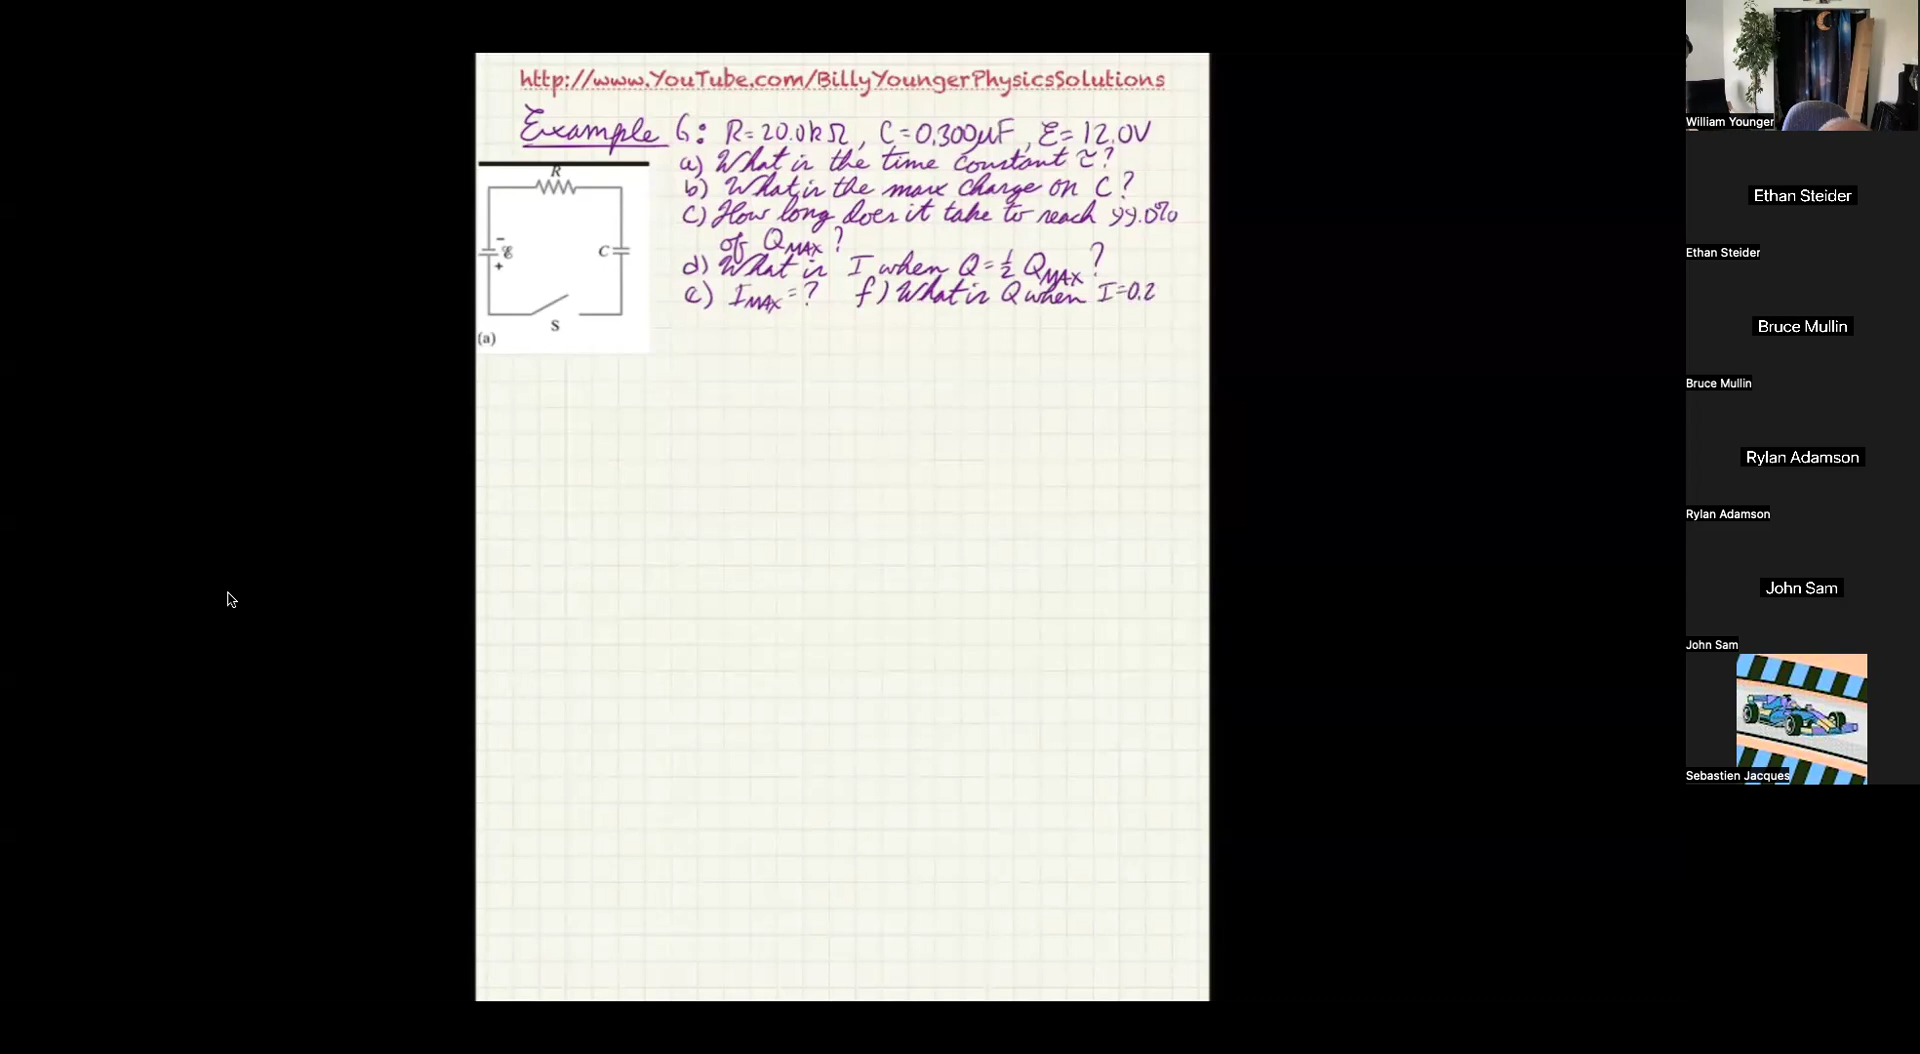 http://www.YouTube.com/BillyYoungerPhysicsSolutions
Example 6: R=20.0kΩ, C=0.300μF, ℰ=12.0V
a) What is the time constant τ?
b) What is the max charge on C?
c) How long does it take to reach 99.0%
of QMAX?
d) What is I when Q=½ QMAX?
e) IMAX=? f) What is Q when I=0.2
R
- ℰ
+
C
S
(a)
William Younger
Ethan Steider
Ethan Steider
Bruce Mullin
Bruce Mullin
Rylan Adamson
Rylan Adamson
John Sam
John Sam
Sebastien Jacques